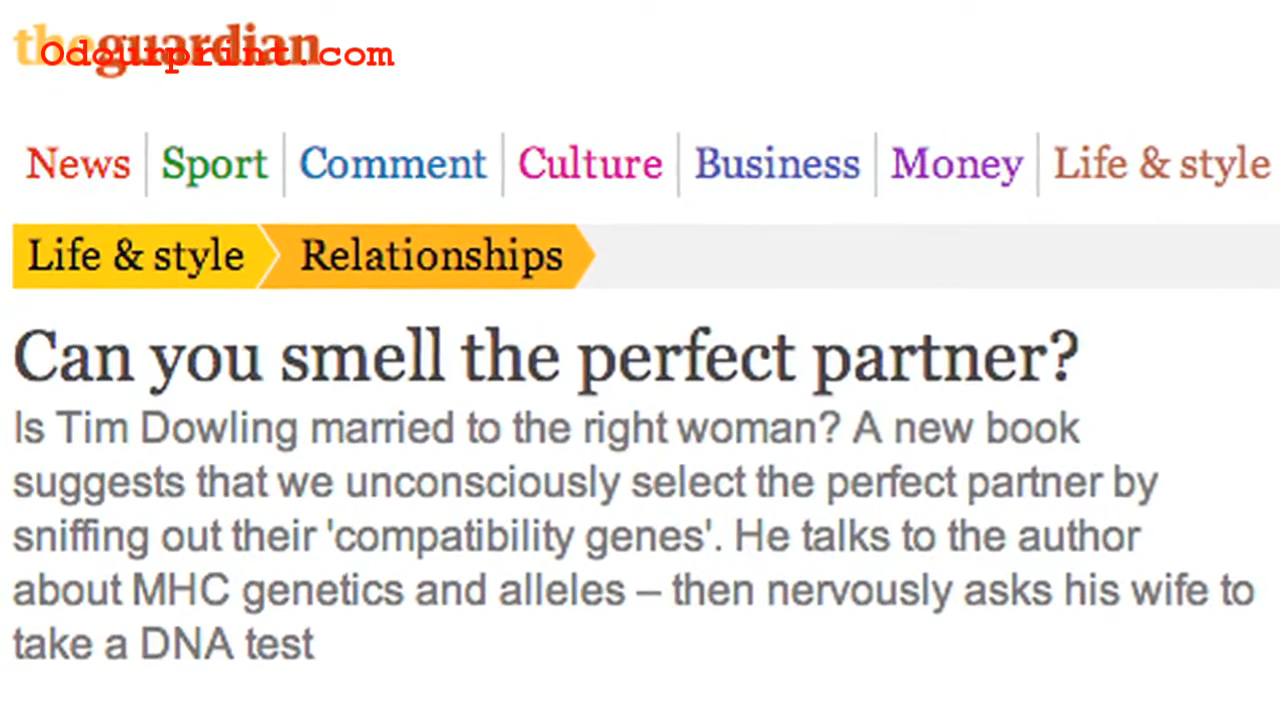 theguardian
Odourprint.com
News Sport Comment Culture Business Money Life & style
Life & style Relationships
Can you smell the perfect partner?
Is Tim Dowling married to the right woman? A new book
suggests that we unconsciously select the perfect partner by
sniffing out their 'compatibility genes'. He talks to the author
about MHC genetics and alleles – then nervously asks his wife to
take a DNA test